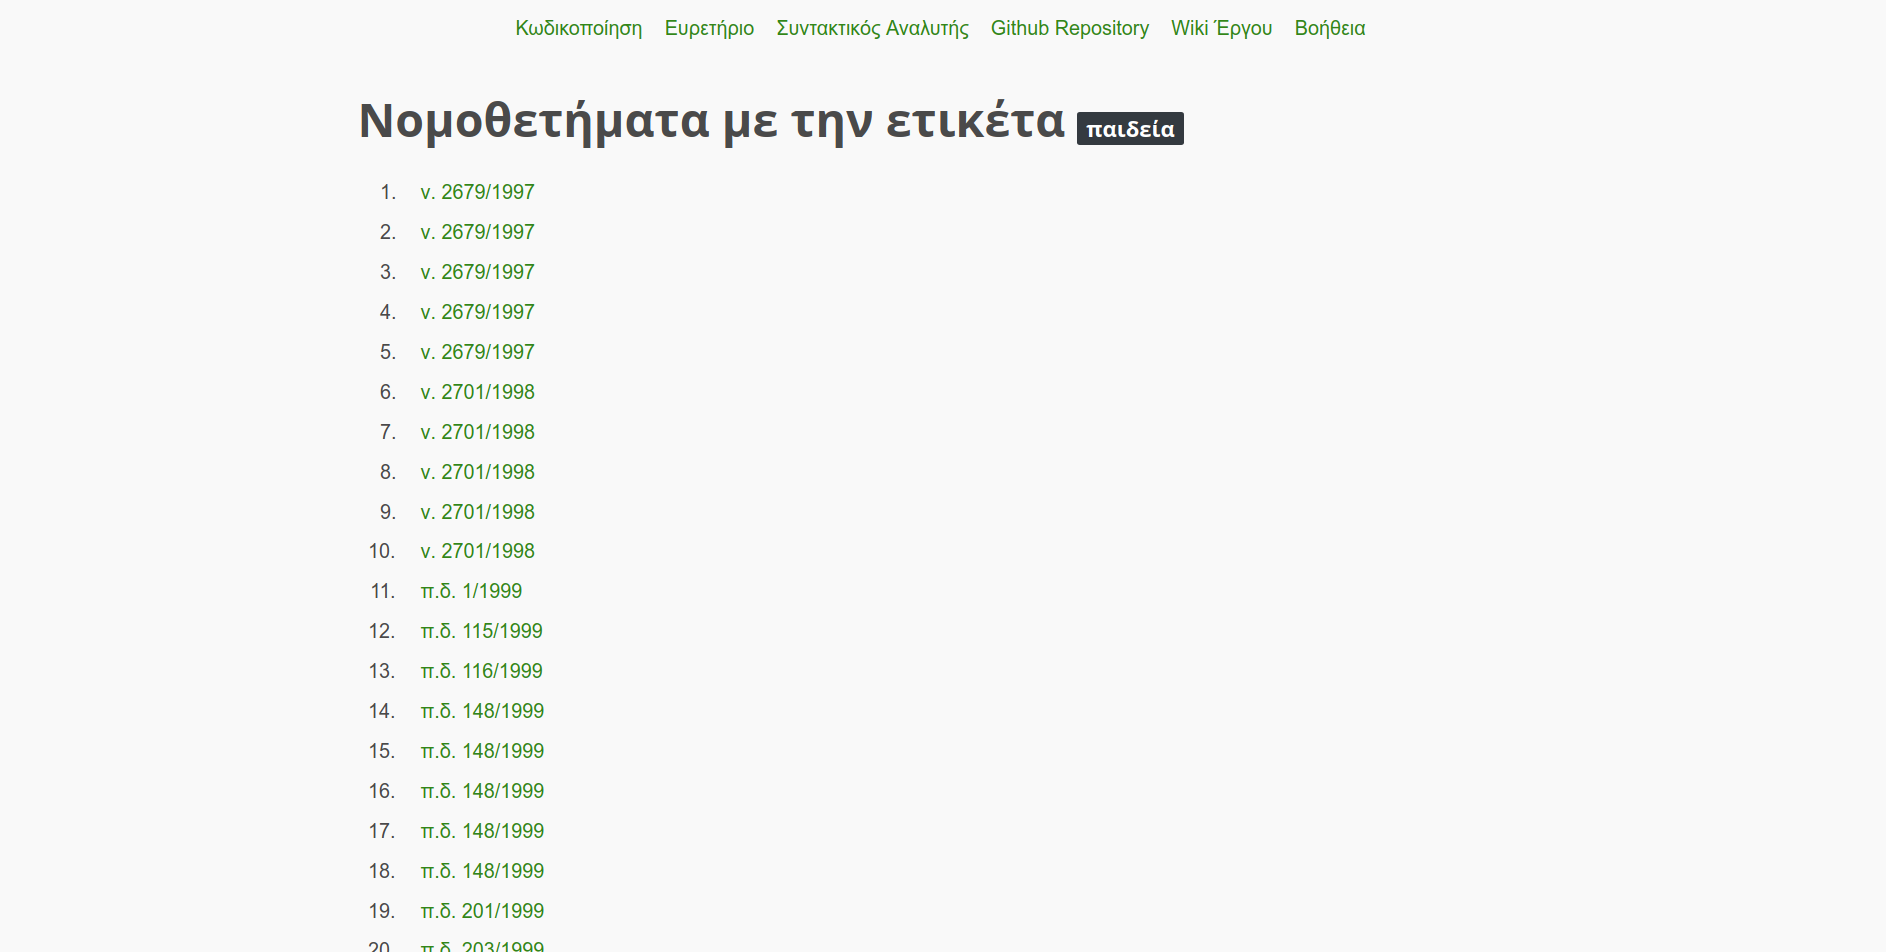 Κωδικοποίηση Ευρετήριο Συντακτικός Αναλυτής Github Repository Wiki Έργου Βοήθεια
Νομοθετήματα με την ετικέτα παιδεία
1. ν. 2679/1997
2. ν. 2679/1997
3. ν. 2679/1997
4. ν. 2679/1997
5. ν. 2679/1997
6. ν. 2701/1998
7. ν. 2701/1998
8. ν. 2701/1998
9. ν. 2701/1998
10. ν. 2701/1998
11. π.δ. 1/1999
12. π.δ. 115/1999
13. π.δ. 116/1999
14. π.δ. 148/1999
15. π.δ. 148/1999
16. π.δ. 148/1999
17. π.δ. 148/1999
18. π.δ. 148/1999
19. π.δ. 201/1999
20. π.δ. 203/1999